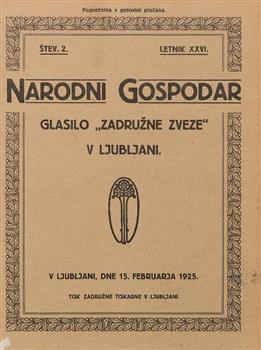 Poprečnina v gotovini plačana.
ŠTEV. 2. LETNIK XXVI.
NARODNI GOSPODAR
GLASILO „ZADRUŽNE ZVEZE“
V LJUBLJANI.
V LJUBLJANI, DNE 15. FEBRUARJA 1925.
TISK ZADRUŽNE TISKARNE V LJUBLJANI.